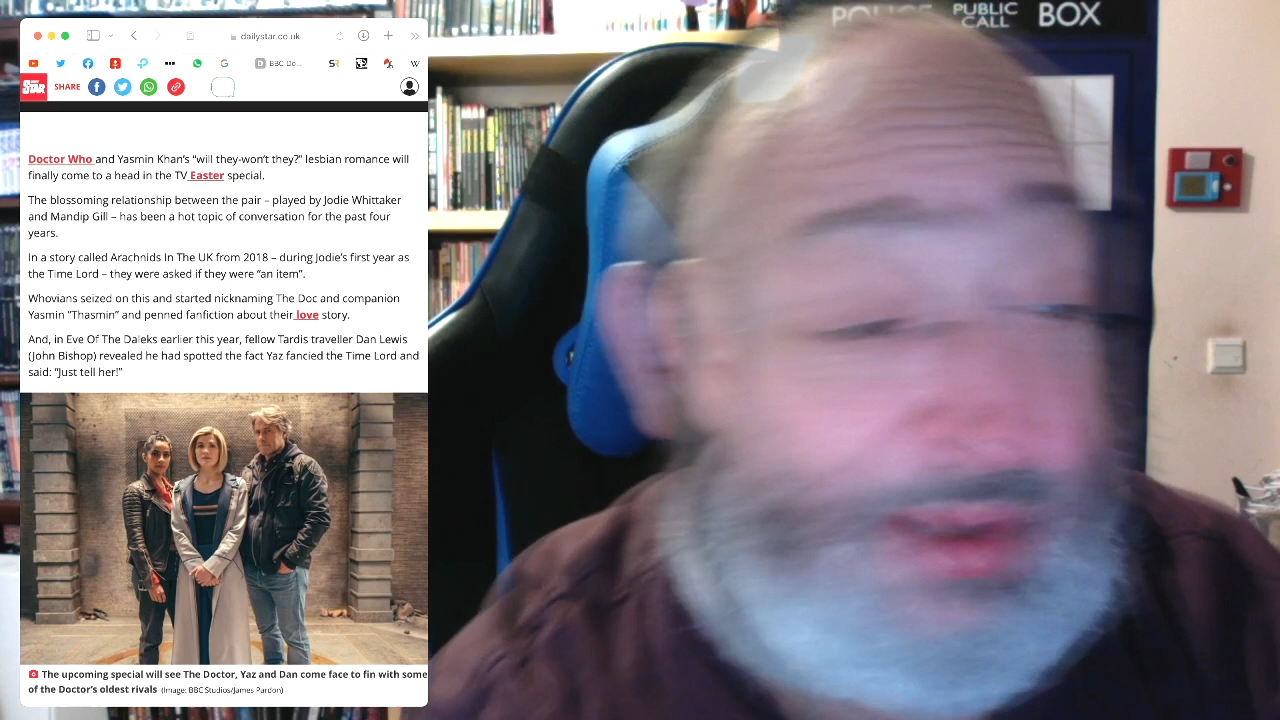 POLICE PUBLIC CALL BOX
dailystar.co.uk
BBC Do...
SR
W
STAR
SHARE
Doctor Who and Yasmin Khan's "will they-won't they?" lesbian romance will
finally come to a head in the TV Easter special.
The blossoming relationship between the pair – played by Jodie Whittaker
and Mandip Gill – has been a hot topic of conversation for the past four
years.
In a story called Arachnids In The UK from 2018 – during Jodie's first year as
the Time Lord – they were asked if they were "an item".
Whovians seized on this and started nicknaming The Doc and companion
Yasmin "Thasmin" and penned fanfiction about their love story.
And, in Eve Of The Daleks earlier this year, fellow Tardis traveller Dan Lewis
(John Bishop) revealed he had spotted the fact Yaz fancied the Time Lord and
said: "Just tell her!"
The upcoming special will see The Doctor, Yaz and Dan come face to fin with some
of the Doctor's oldest rivals (Image: BBC Studios/James Pardon)